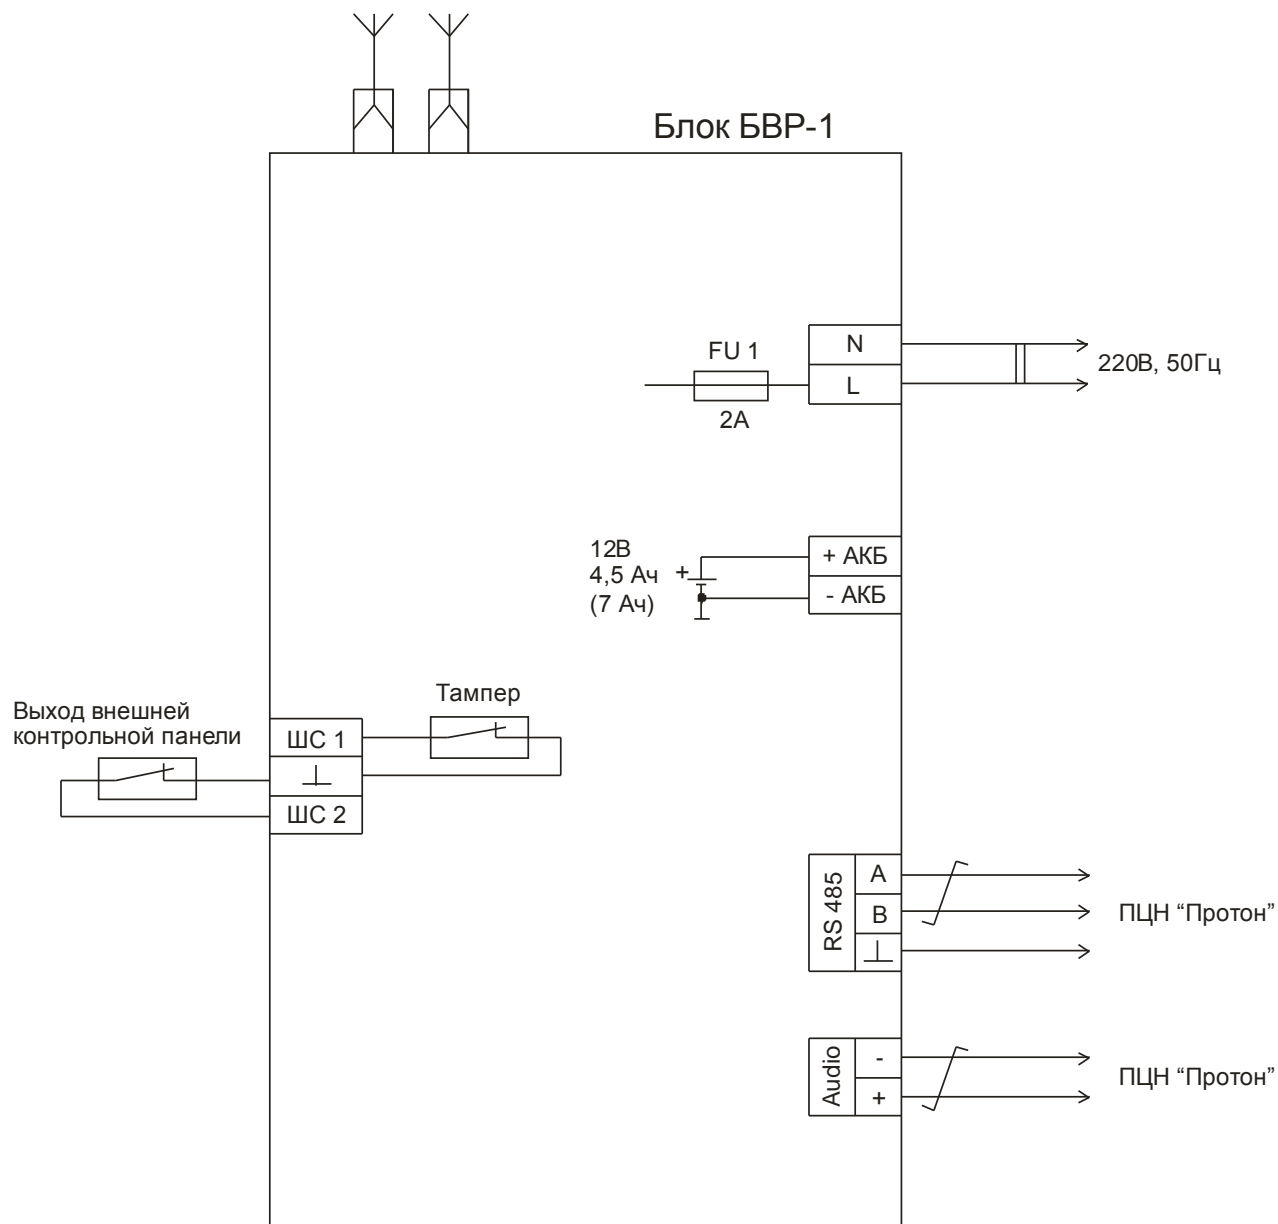 Блок БВР-1
N
FU 1
220В, 50Гц
L
2А
12В
+ АКБ
4,5 Ач
+
(7 Ач)
- АКБ
Тампер
Выход внешней
контрольной панели
ШС 1
ШС 2
RS 485
A
B
ПЦН “Протон”
Audio
-
+
ПЦН “Протон”